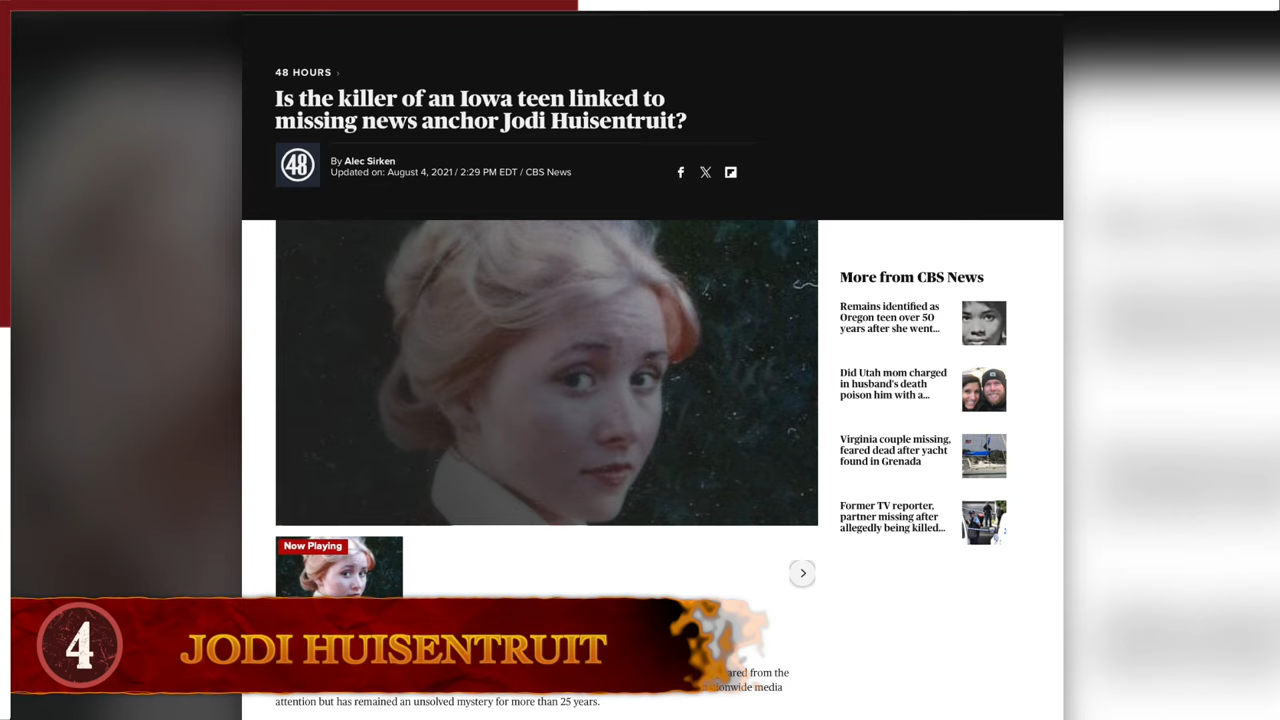 48 HOURS ›
Is the killer of an Iowa teen linked to
missing news anchor Jodi Huisentruit?
48
By Alec Sirken
Updated on: August 4, 2021 / 2:29 PM EDT / CBS News
More from CBS News
Remains identified as
Oregon teen over 50
years after she went...
Did Utah mom charged
in husband's death
poison him with a...
Virginia couple missing,
feared dead after yacht
found in Grenada
Former TV reporter,
partner missing after
allegedly being killed...
Now Playing
4
JODI HUISENTRUIT
from the
media
attention but has remained an unsolved mystery for more than 25 years.